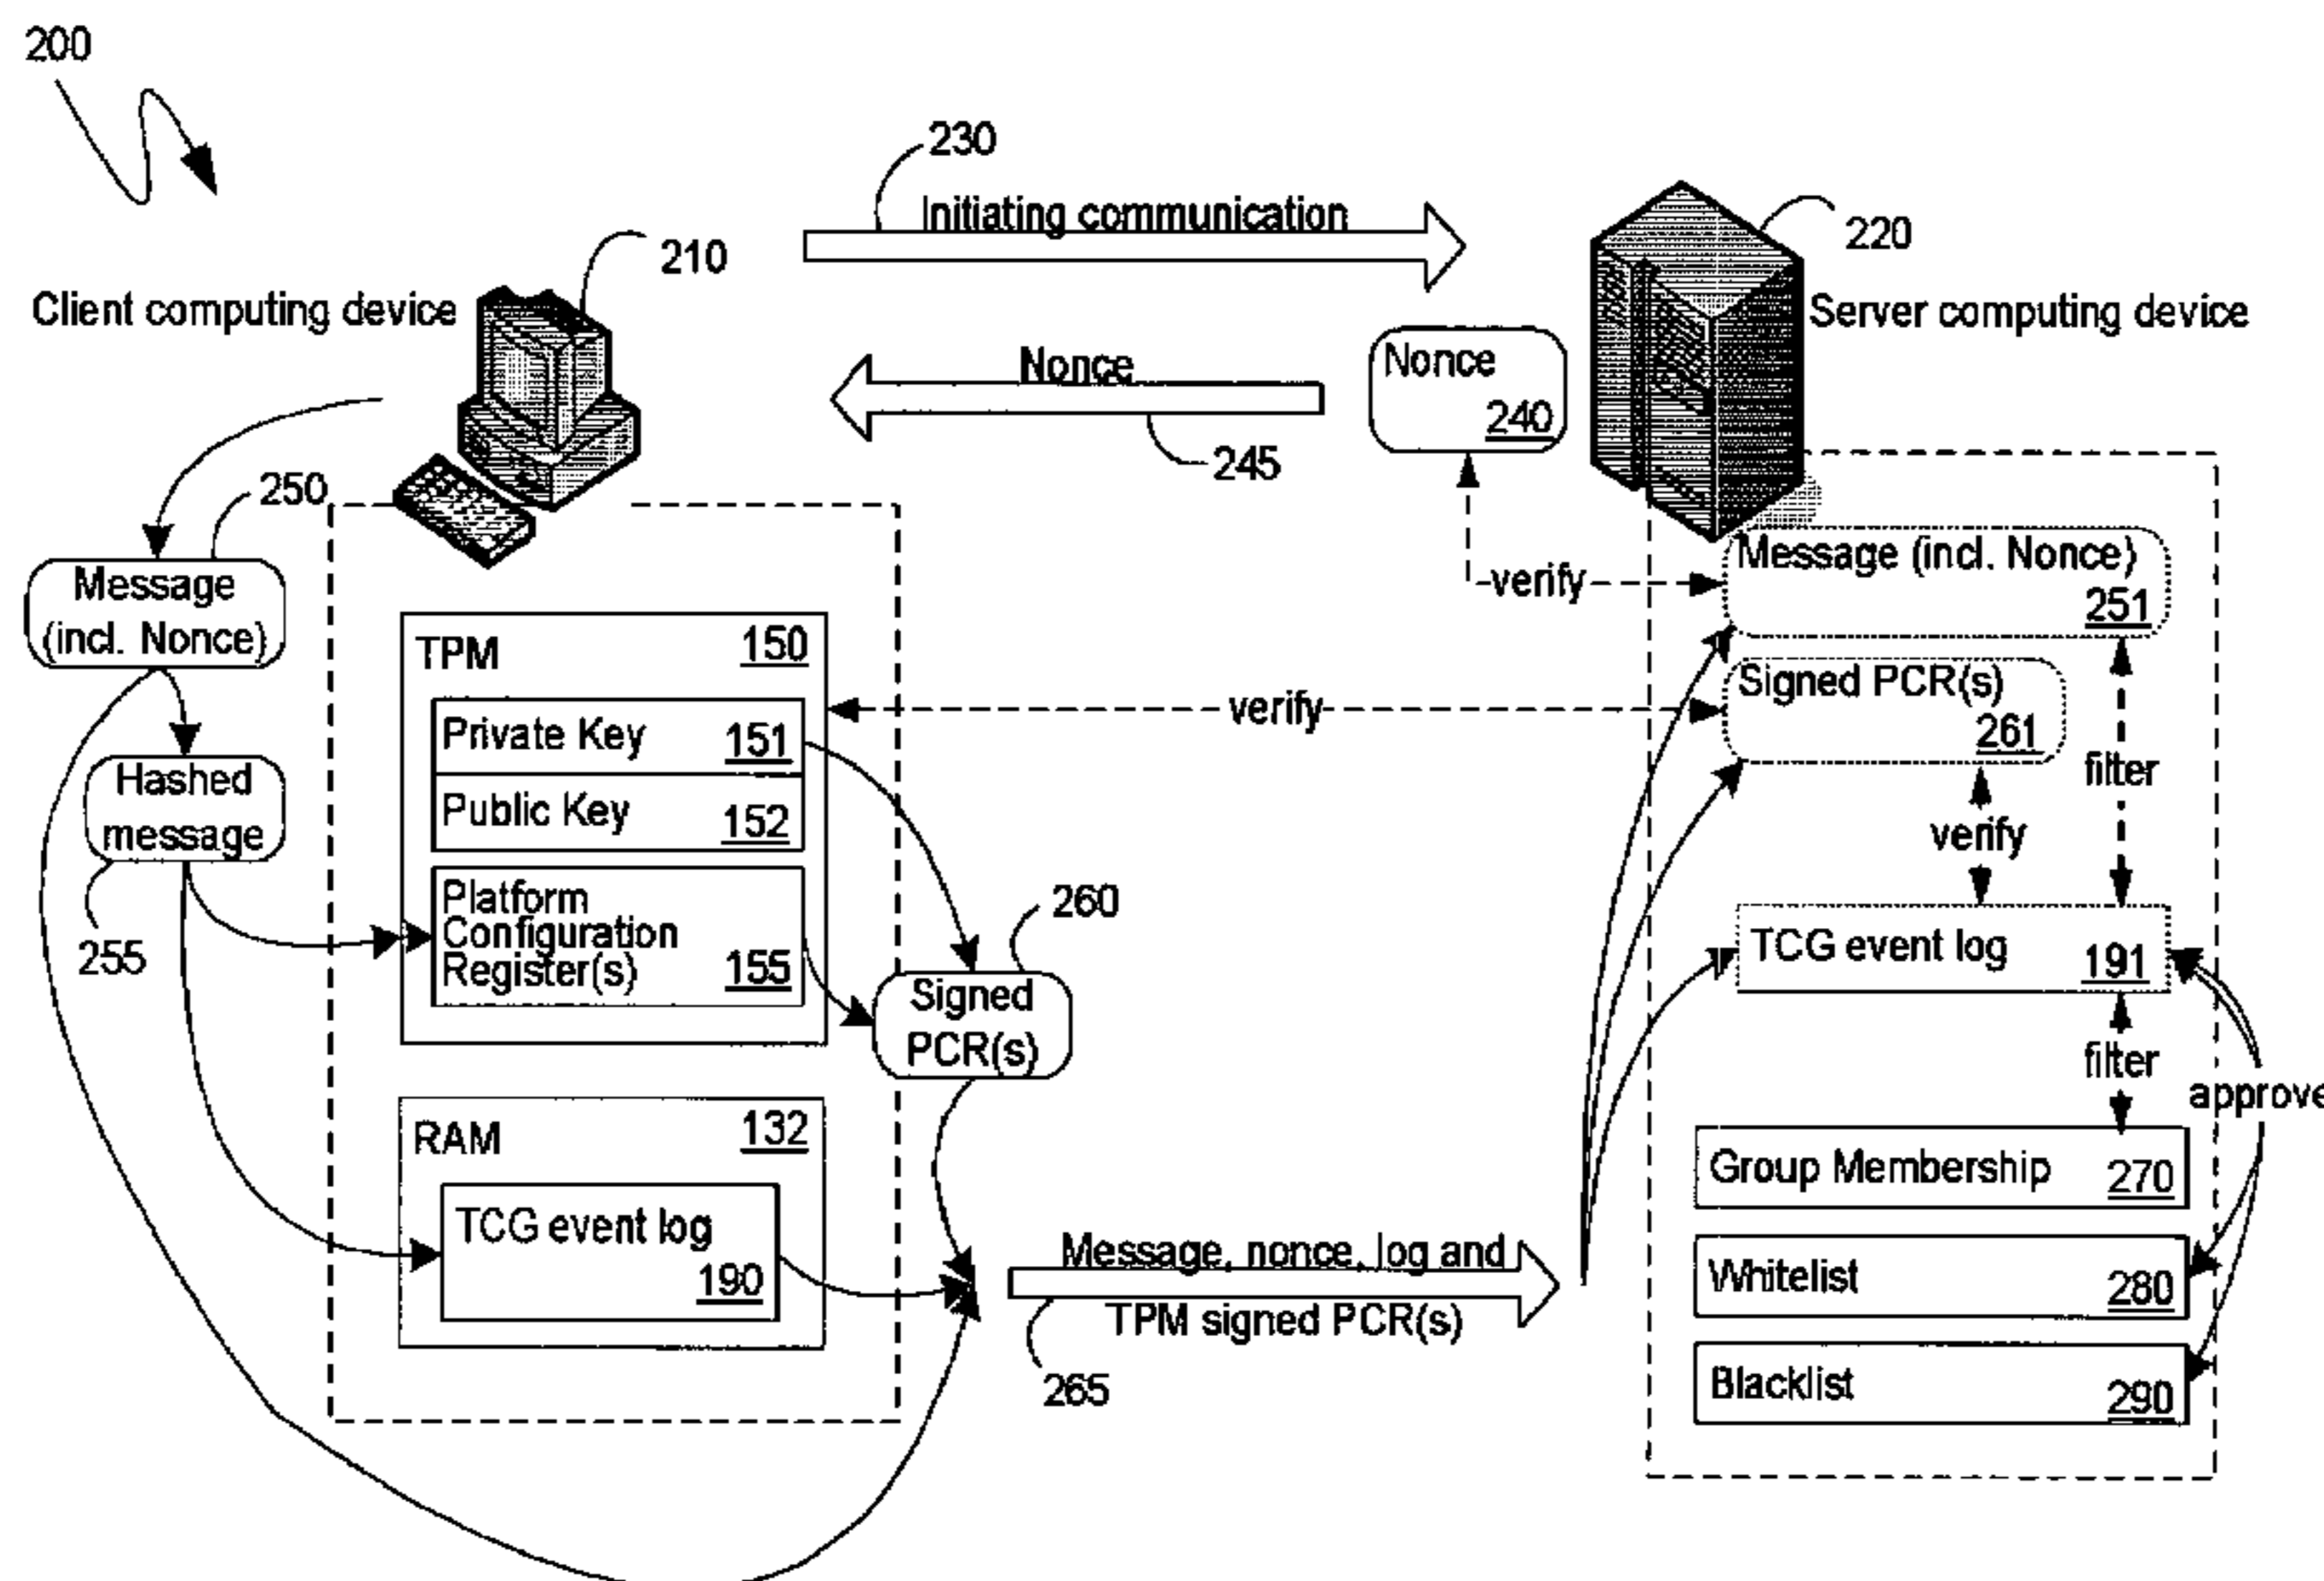 200
230
Initiating communication
210
220
Client computing device
Server computing device
Nonce
245
Nonce
240
250
Message
(incl. Nonce)
verify
Message (incl. Nonce)
251
TPM
150
verify
Signed PCR(s)
261
filter
Private Key
151
Public Key
152
Hashed
message
255
verify
Platform
Configuration
Register(s)
155
260
Signed
PCR(s)
TCG event log
191
filter
approve
RAM
132
TCG event log
190
Group Membership
270
Message, nonce, log and
TPM signed PCR(s)
265
Whitelist
280
Blacklist
290